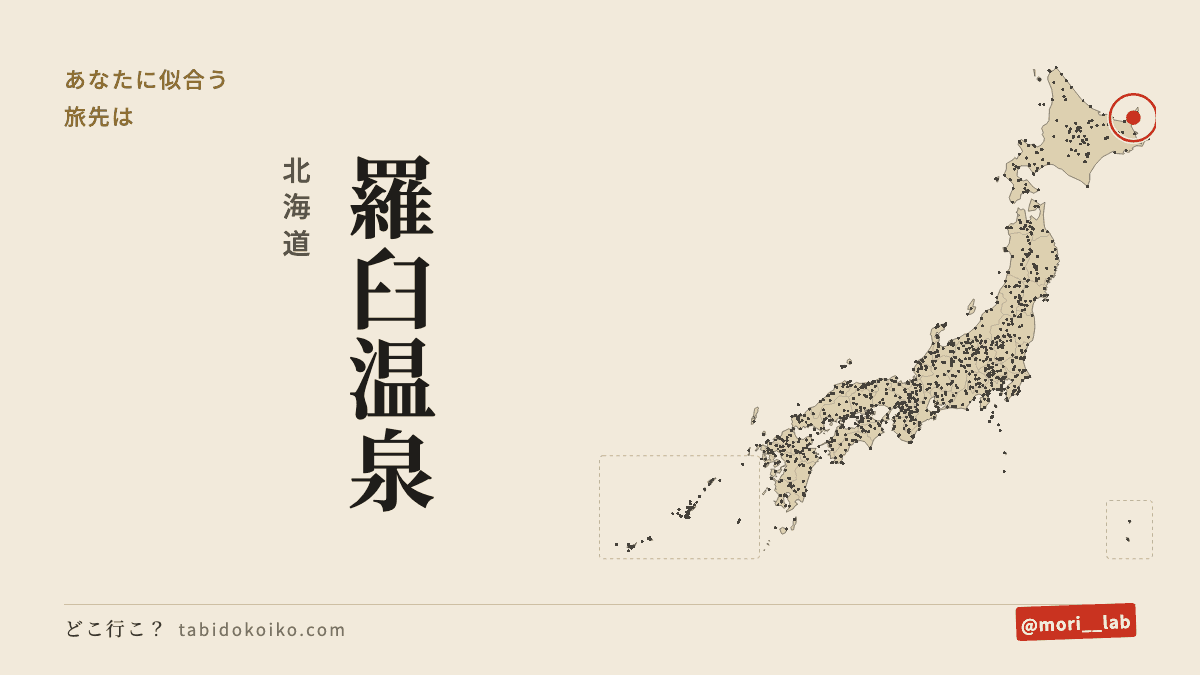 あなたに似合う
旅先は
羅臼温泉
北海道
どこ行こ？ tabidokoiko.com
@mori__lab